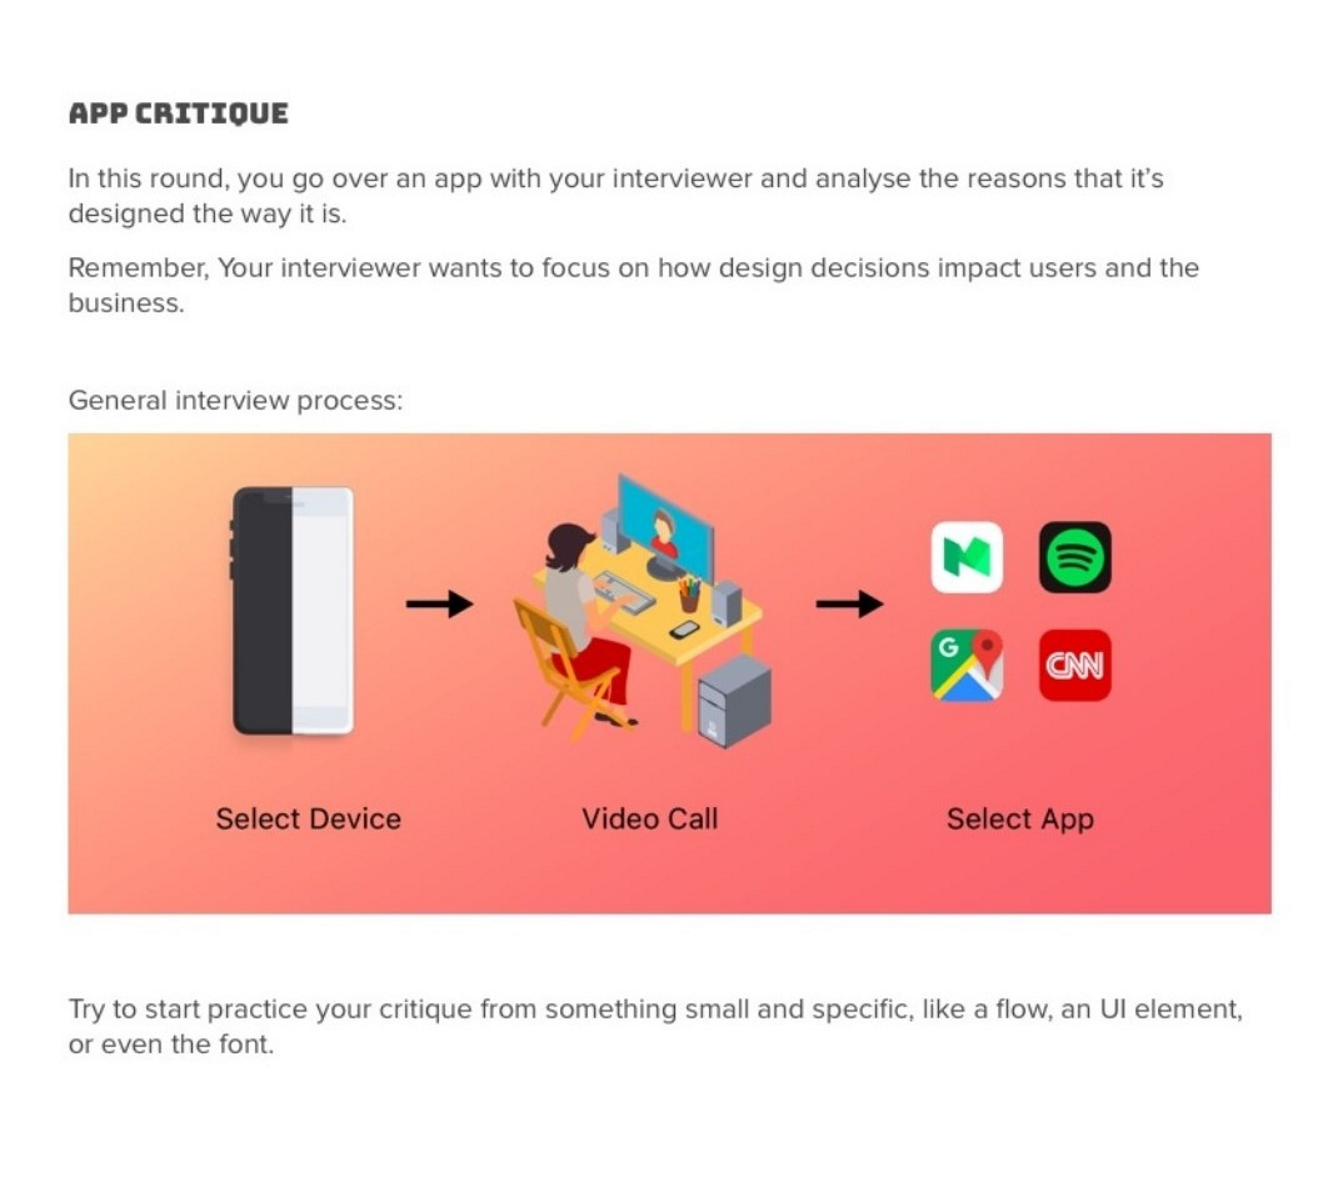 APP CRITIQUE
In this round, you go over an app with your interviewer and analyse the reasons that it's
designed the way it is.
Remember, Your interviewer wants to focus on how design decisions impact users and the
business.
General interview process:
G
CNN
Select Device
Video Call
Select App
Try to start practice your critique from something small and specific, like a flow, an UI element,
or even the font.